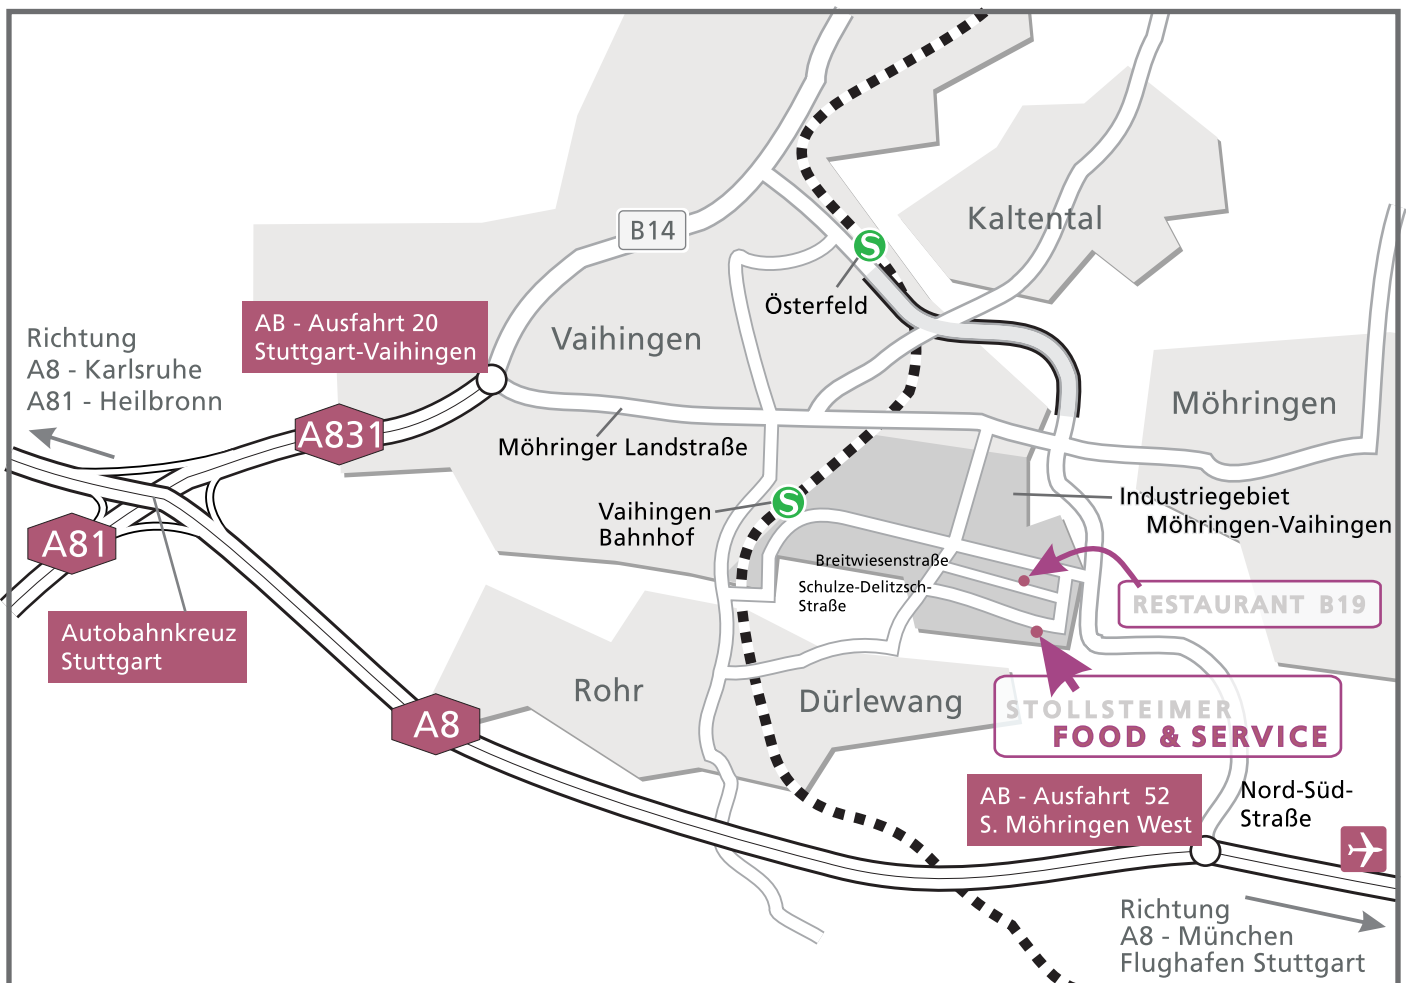 Kaltental
B14
S
Österfeld
AB - Ausfahrt 20
Stuttgart-Vaihingen
Richtung
A8 - Karlsruhe
A81 - Heilbronn
Vaihingen
Möhringen
A831
Möhringer Landstraße
Industriegebiet
Möhringen-Vaihingen
S
Vaihingen
Bahnhof
A81
Breitwiesenstraße
Schulze-Delitzsch-
Straße
RESTAURANT B19
Autobahnkreuz
Stuttgart
Rohr
Dürlewang
STOLLSTEIMER
FOOD & SERVICE
A8
AB - Ausfahrt 52
S. Möhringen West
Nord-Süd-
Straße
Richtung
A8 - München
Flughafen Stuttgart